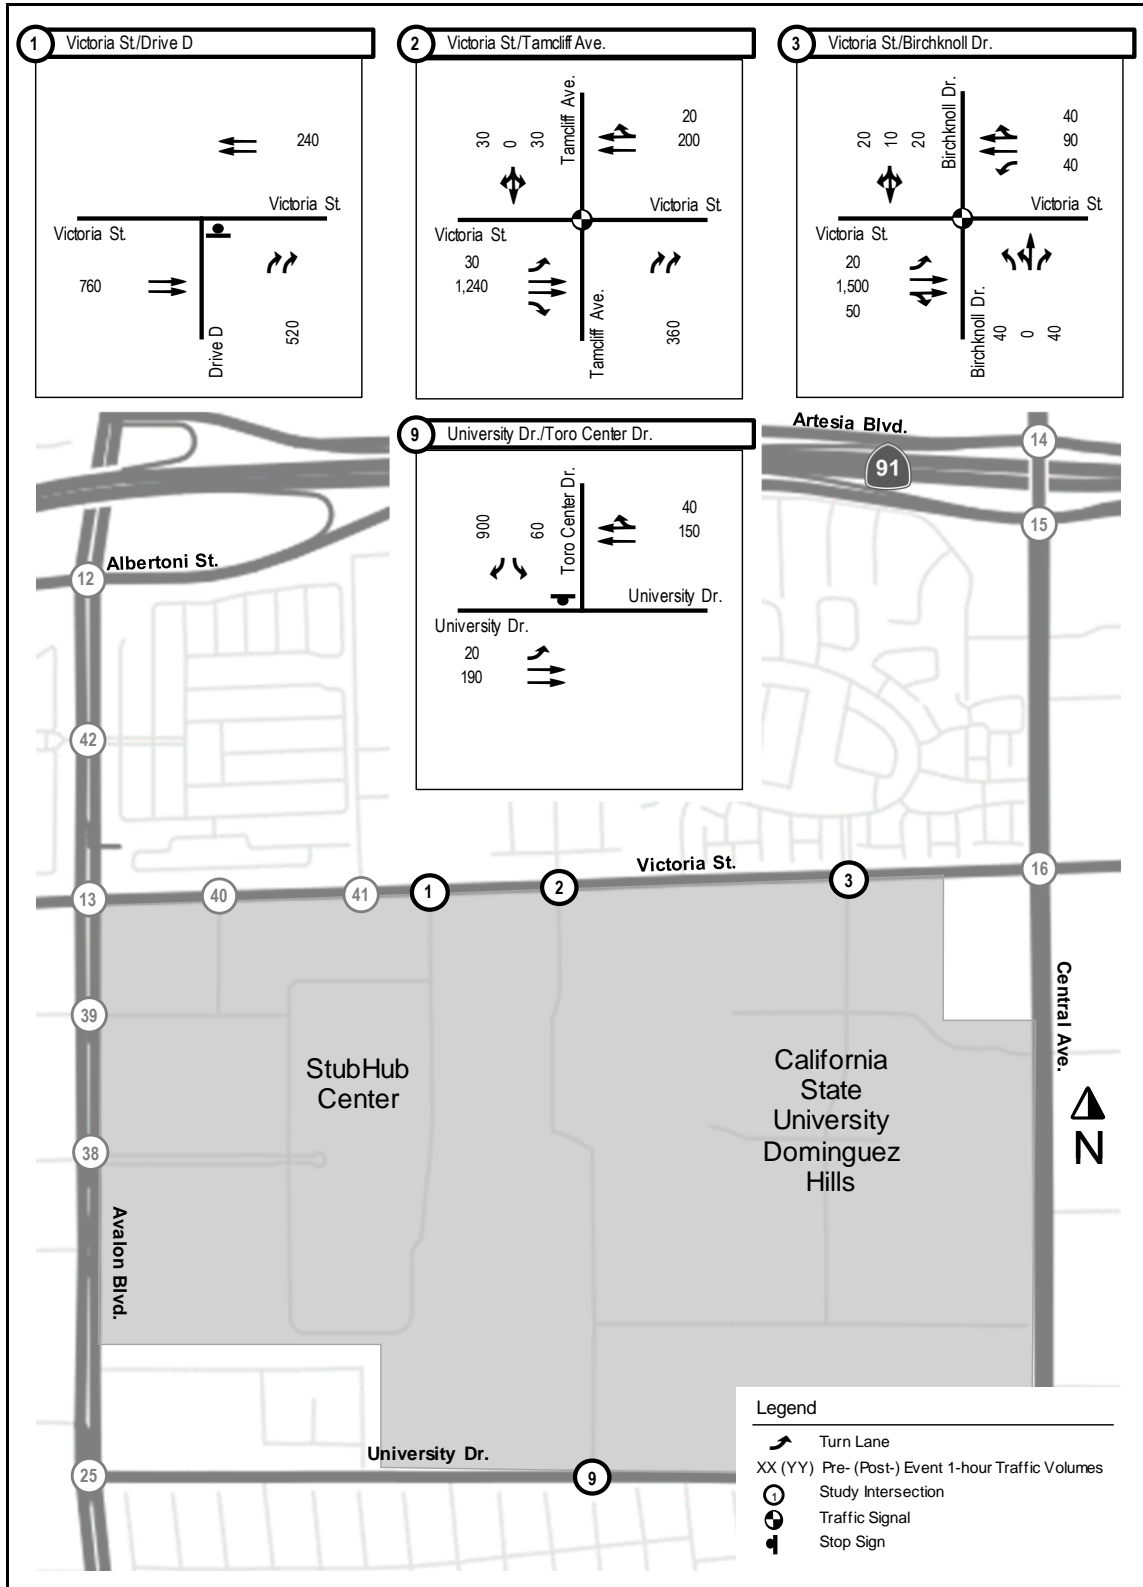 1 Victoria St./Drive D
240
Victoria St.
Victoria St.
760
Drive D
520
2 Victoria St./Tamcliff Ave.
30 0 30
Tamcliff Ave.
20
200
Victoria St.
Victoria St.
30
1,240
Tamcliff Ave.
360
3 Victoria St./Birchknoll Dr.
20 10 20
Birchknoll Dr.
40
90
40
Victoria St.
Victoria St.
20
1,500
50
Birchknoll Dr.
40 0 40
9 University Dr./Toro Center Dr.
900 60
Toro Center Dr.
40
150
University Dr.
University Dr.
20
190
Artesia Blvd.
14
91
15
Albertoni St.
12
42
Victoria St.
13
40
41
1
2
3
16
39
Central Ave.
StubHub
Center
California
State
University
Dominguez
Hills
N
38
Avalon Blvd.
University Dr.
25
9
Legend
Turn Lane
XX (YY) Pre- (Post-) Event 1-hour Traffic Volumes
1 Study Intersection
Traffic Signal
Stop Sign